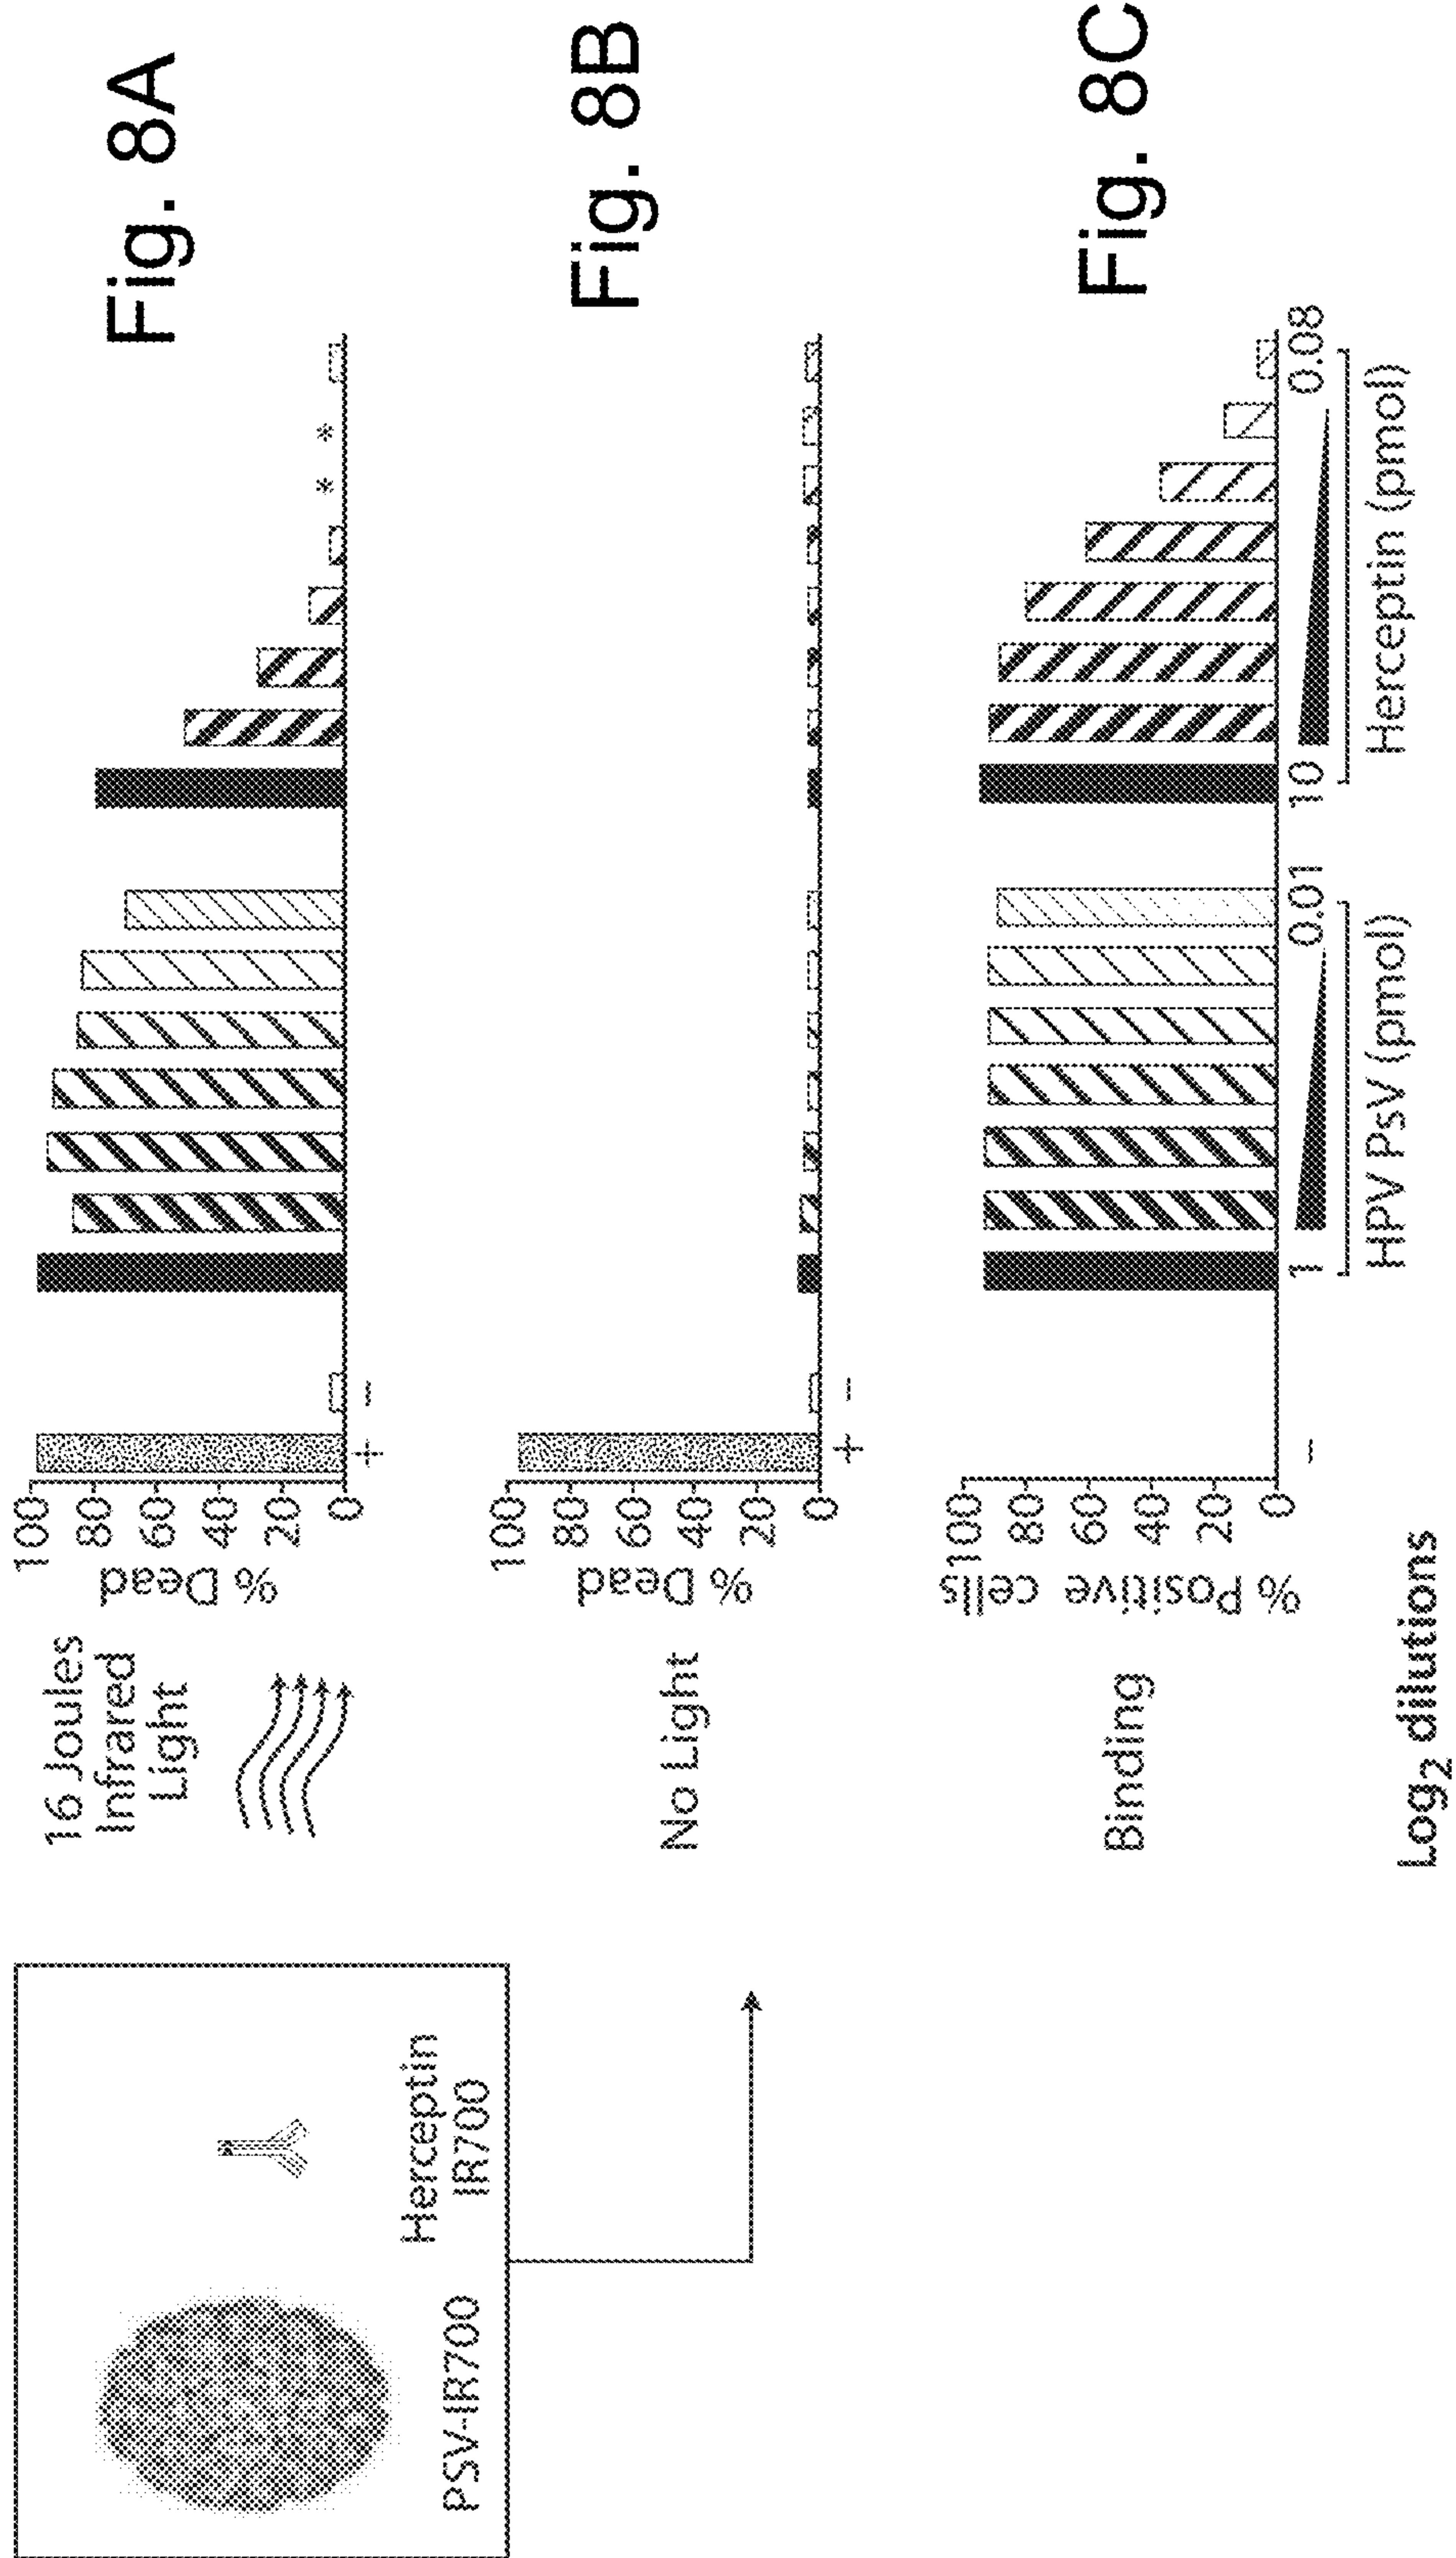 PSV-IR700
Herceptin
IR700
16 Joules
Infrared
Light
% Dead
100
80
60
40
20
0
+
−
*
*
Fig. 8A
No Light
% Dead
100
80
60
40
20
0
+
−
Fig. 8B
Binding
% Positive cells
100
80
60
40
20
0
−
1
0.01
HPV PsV (pmol)
10
0.08
Herceptin (pmol)
Fig. 8C
Log2 dilutions